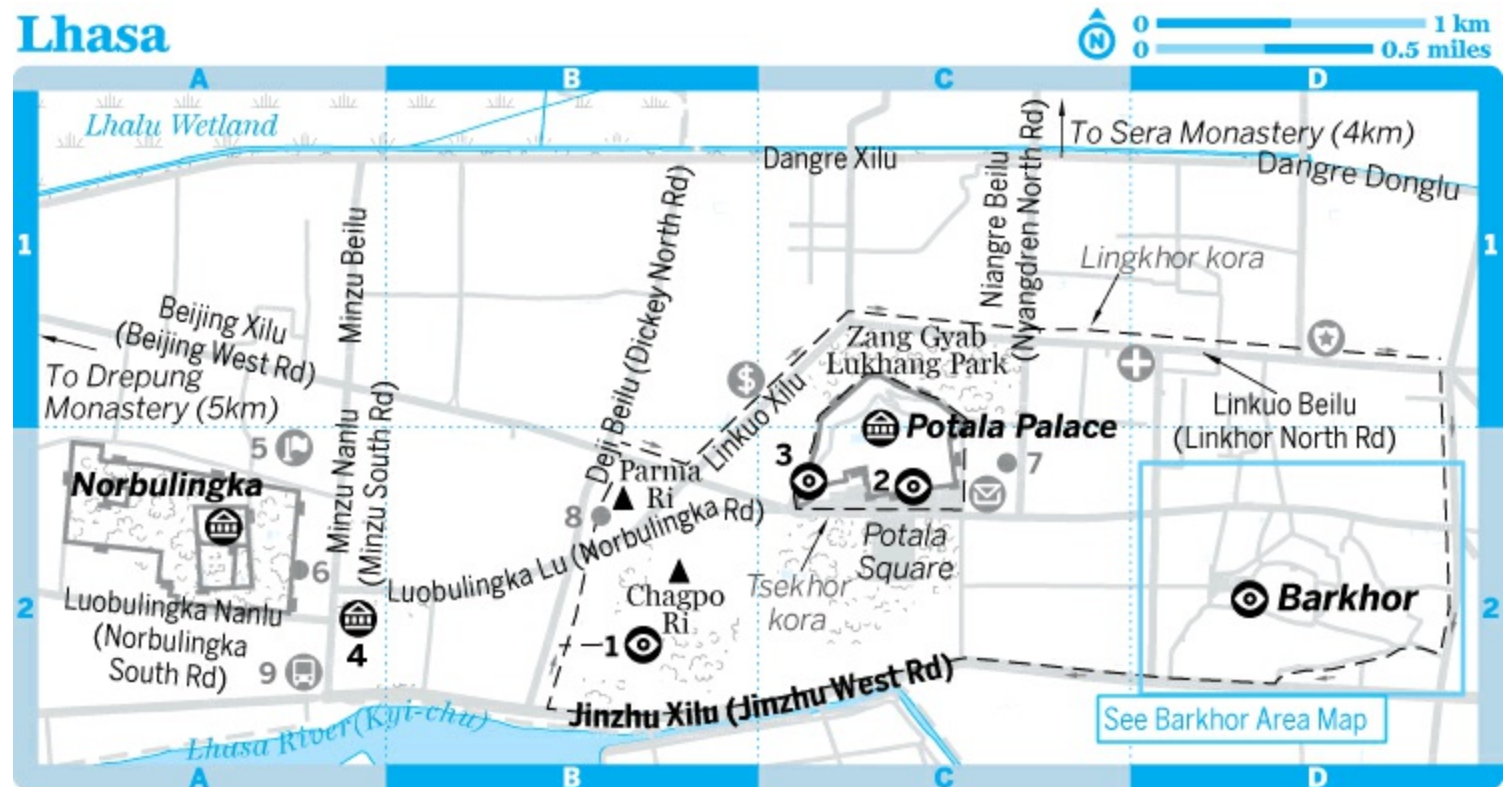 Lhasa
N
0 1 km
0 0.5 miles
A B C D
Lhalu Wetland
To Sera Monastery (4km)
Dangre Xilu
Dangre Donglu
1
1
Minzu Beilu
Deji Beilu (Dickey North Rd)
Niangre Beilu
(Nyangdren North Rd)
Lingkhor kora
Beijing Xilu
(Beijing West Rd)
To Drepung
Monastery (5km)
Zang Gyab
Lukhang Park
$
Linkuo Xilu
Linkuo Beilu
(Linkhor North Rd)
Minzu Nanlu
(Minzu South Rd)
5
Potala Palace
3
2
7
Norbulingka
Parma
Ri
8
Luobulingka Lu (Norbulingka Rd)
Potala
Square
6
Tsekhor
kora
Chagpo
Ri
Barkhor
2
2
Luobulingka Nanlu
(Norbulingka
South Rd)
4
1
9
Jinzhu Xilu (Jinzhu West Rd)
Lhasa River (Kyi-chu)
See Barkhor Area Map
A B C D